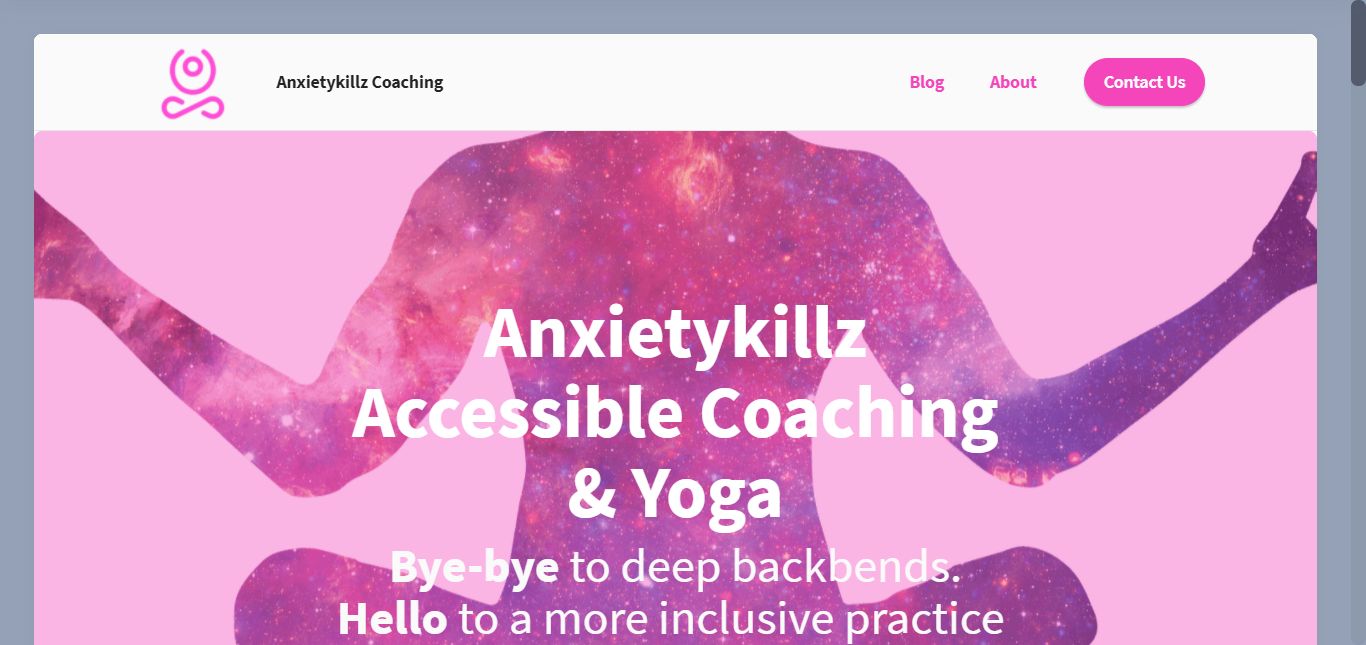 Anxietykillz Coaching
Blog
About
Contact Us
Anxietykillz
Accessible Coaching
& Yoga
Bye-bye to deep backbends.
Hello to a more inclusive practice